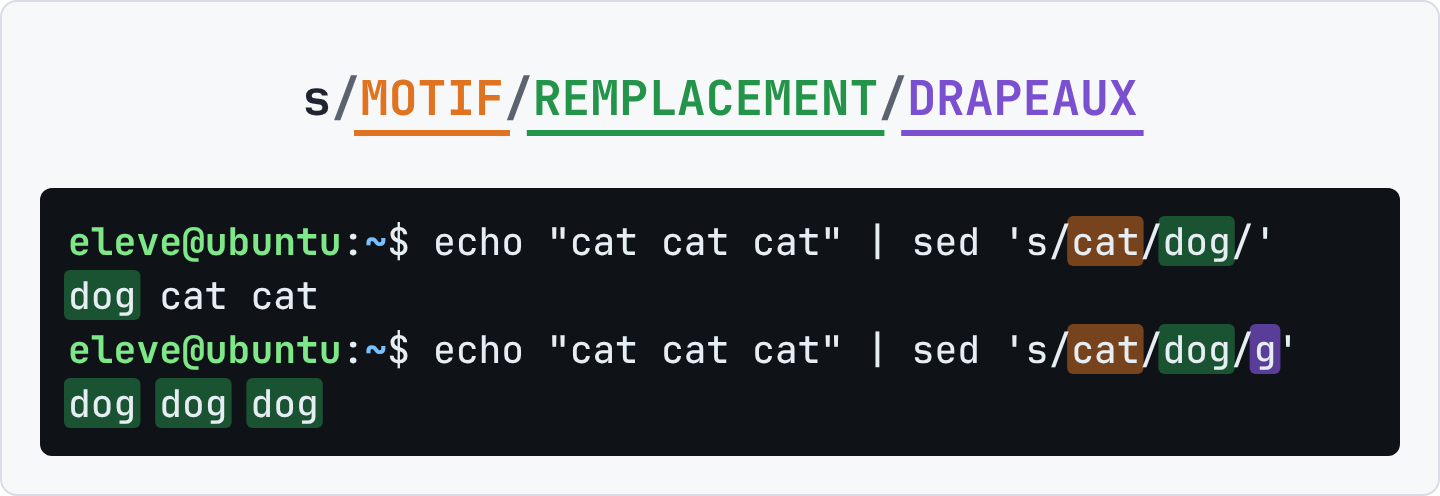 s/MOTIF/REMPLACEMENT/DRAPEAUX
eleve@ubuntu:~$ echo "cat cat cat" | sed 's/cat/dog/'
dog cat cat
eleve@ubuntu:~$ echo "cat cat cat" | sed 's/cat/dog/g'
dog dog dog